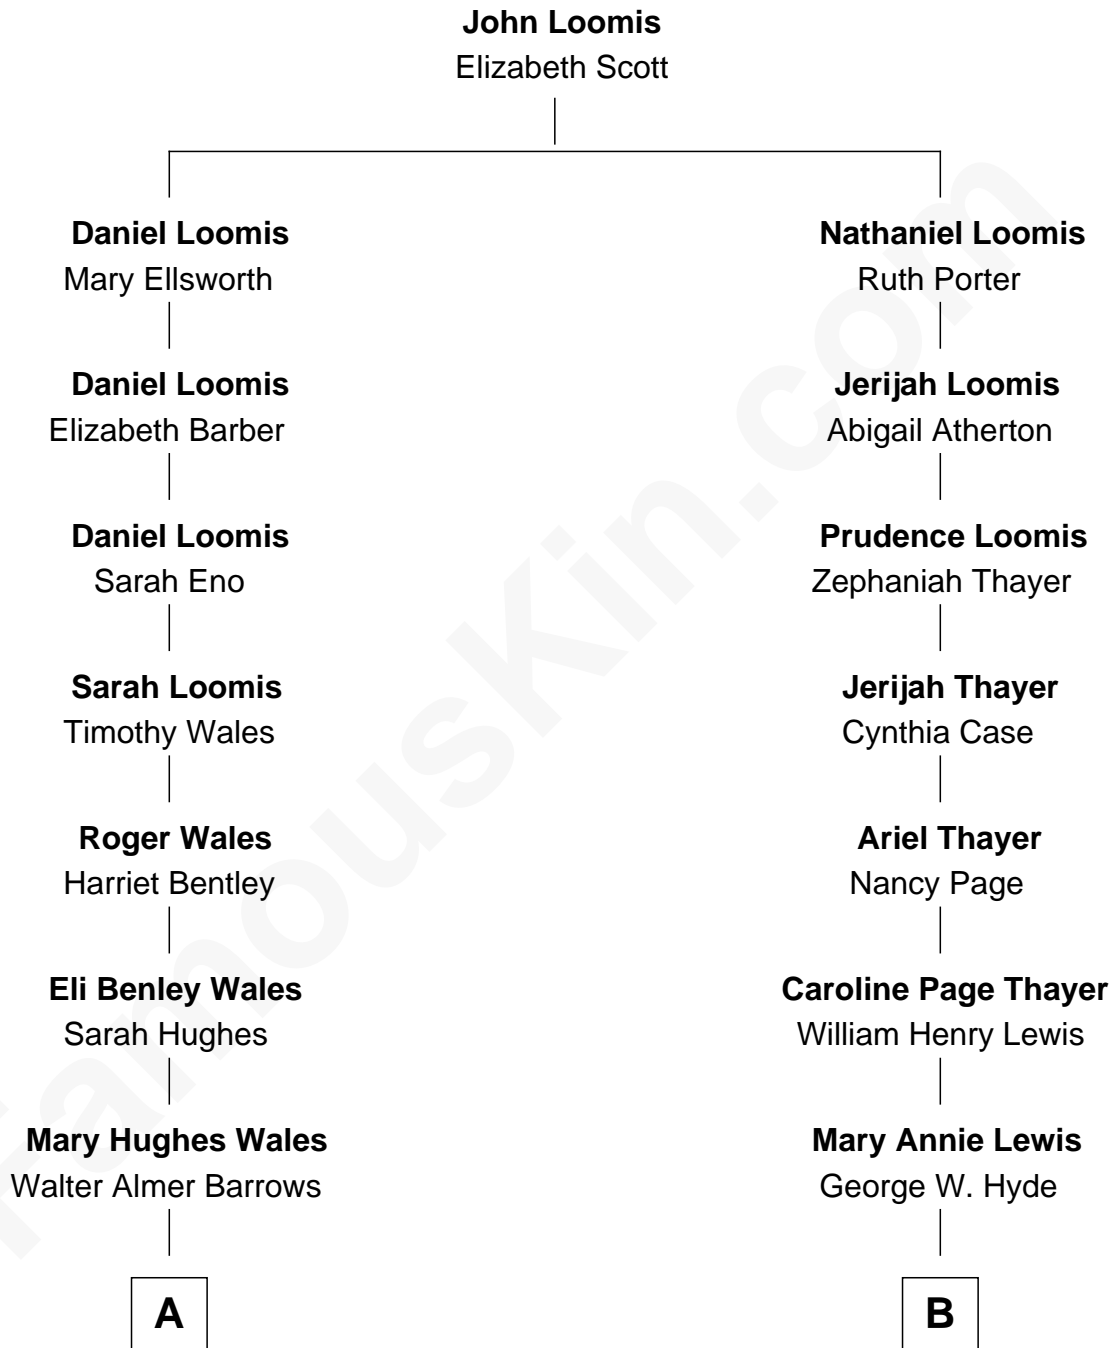 John Loomis
Elizabeth Scott
Daniel Loomis
Mary Ellsworth
Daniel Loomis
Elizabeth Barber
Daniel Loomis
Sarah Eno
Sarah Loomis
Timothy Wales
Roger Wales
Harriet Bentley
Eli Benley Wales
Sarah Hughes
Mary Hughes Wales
Walter Almer Barrows
A
Nathaniel Loomis
Ruth Porter
Jerijah Loomis
Abigail Atherton
Prudence Loomis
Zephaniah Thayer
Jerijah Thayer
Cynthia Case
Ariel Thayer
Nancy Page
Caroline Page Thayer
William Henry Lewis
Mary Annie Lewis
George W. Hyde
B
FamousKin.com